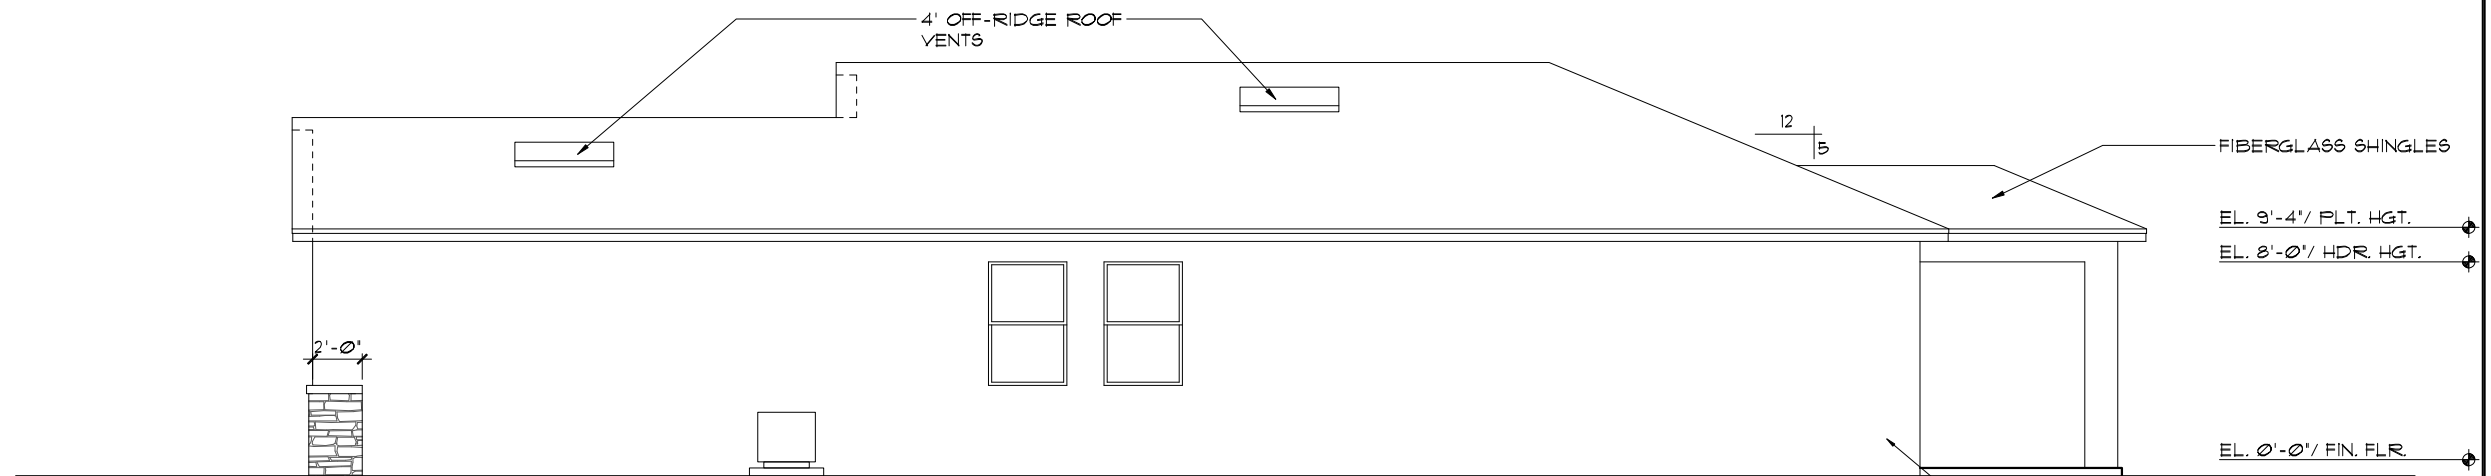 4' OFF-RIDGE ROOF
VENTS
12
5
FIBERGLASS SHINGLES
EL. 9'-4"/ PLT. HGT.
EL. 8'-0"/ HDR. HGT.
2'-0"
EL. 0'-0"/ FIN. FLR.